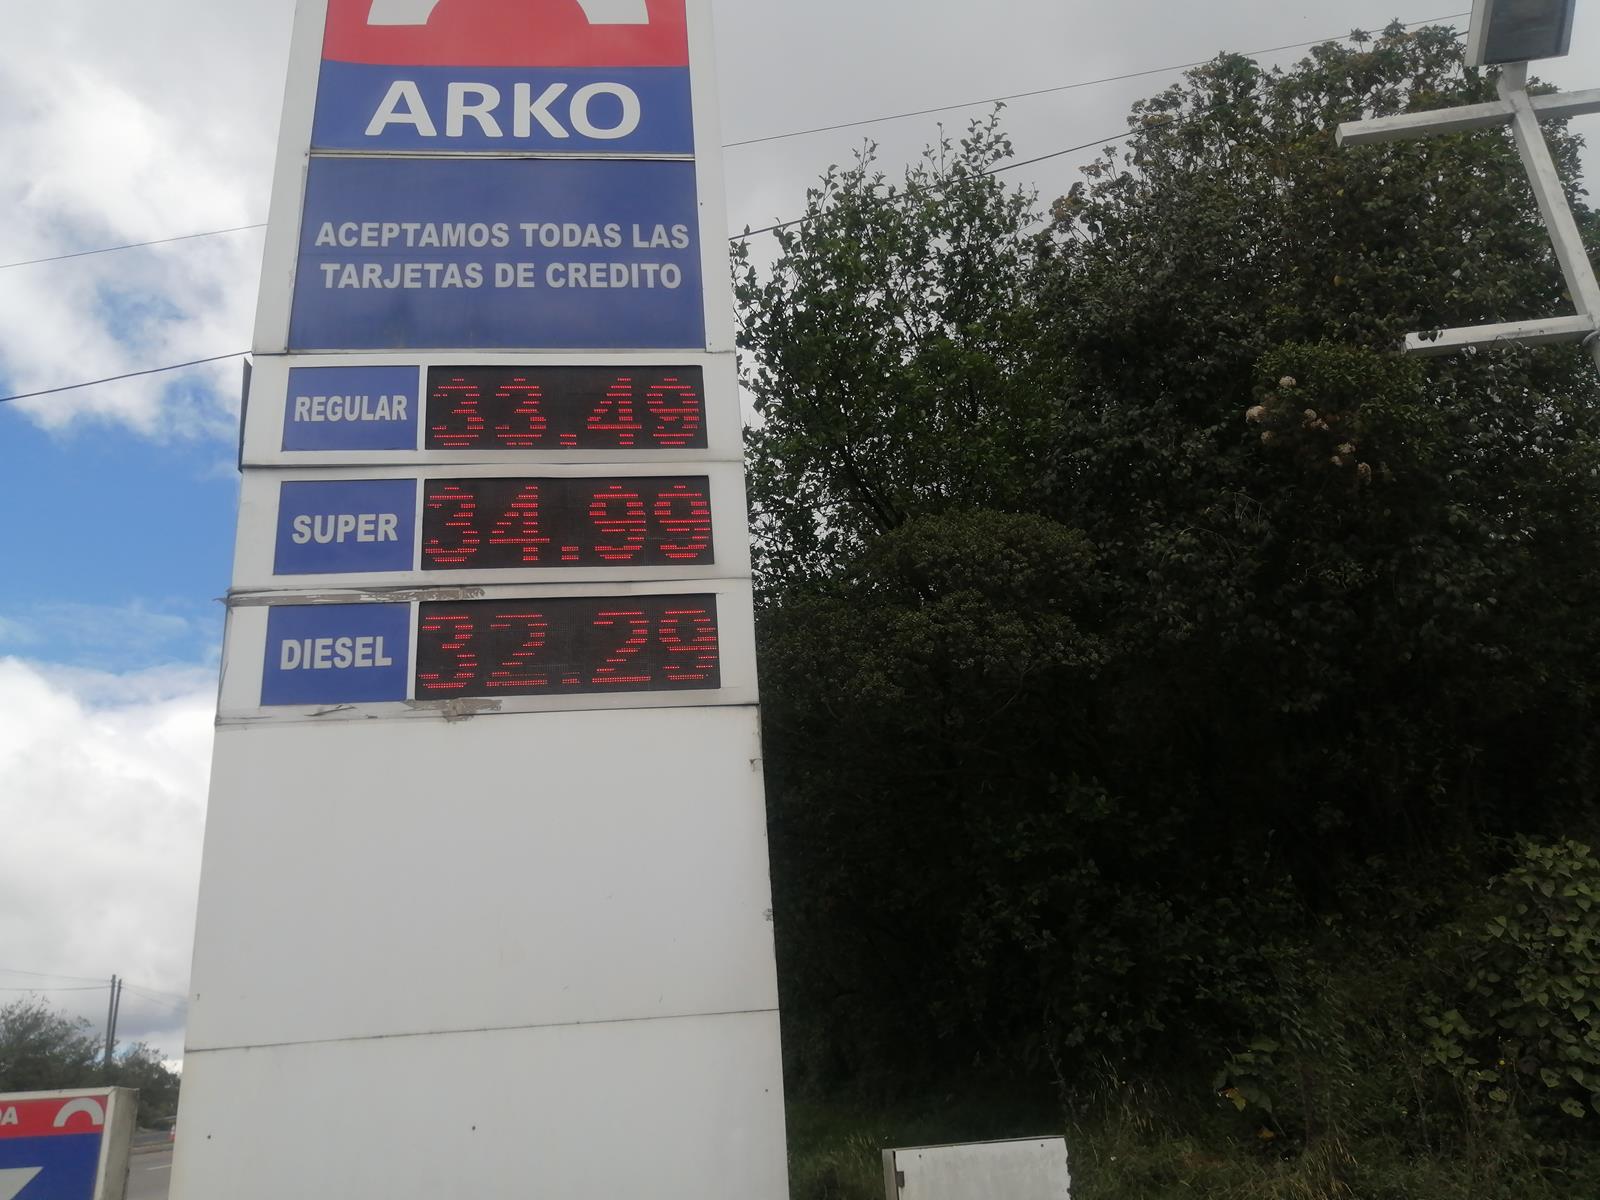 ARKO
ACEPTAMOS TODAS LAS
TARJETAS DE CREDITO
REGULAR 33.49
SUPER 34.99
DIESEL 32.29